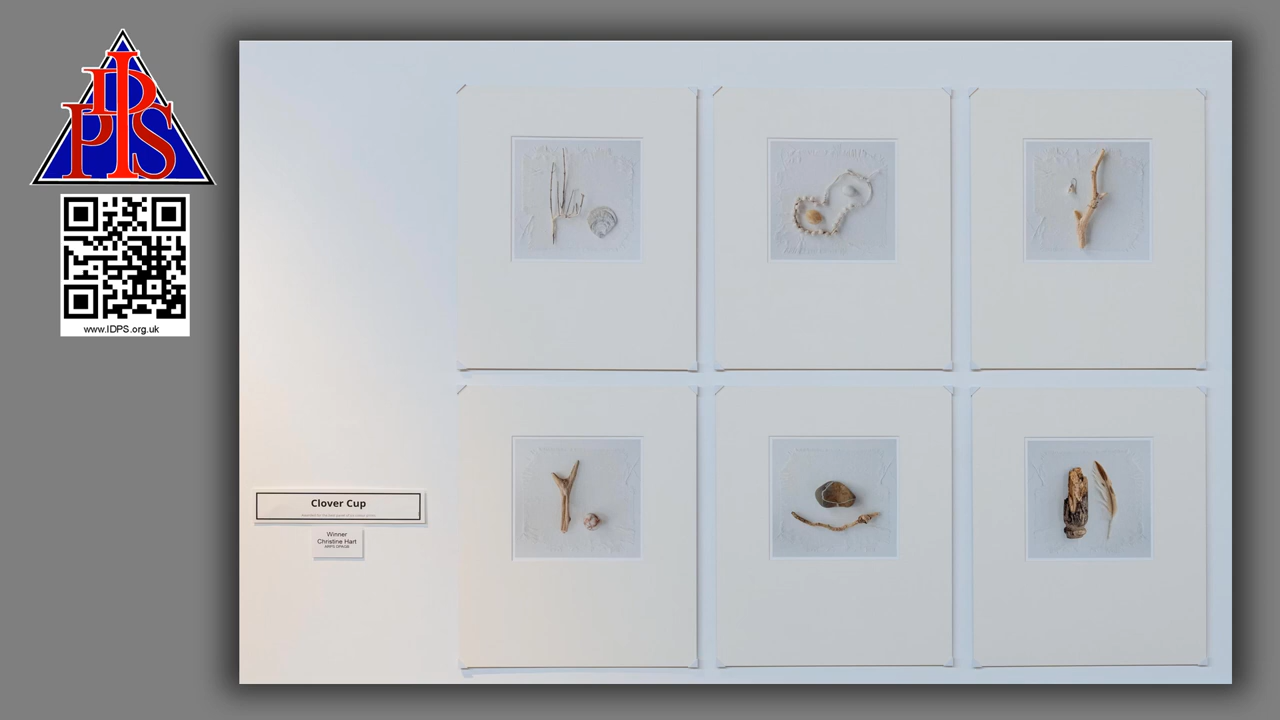 IDPS
www.IDPS.org.uk
Clover Cup
Winner
Christine Hart